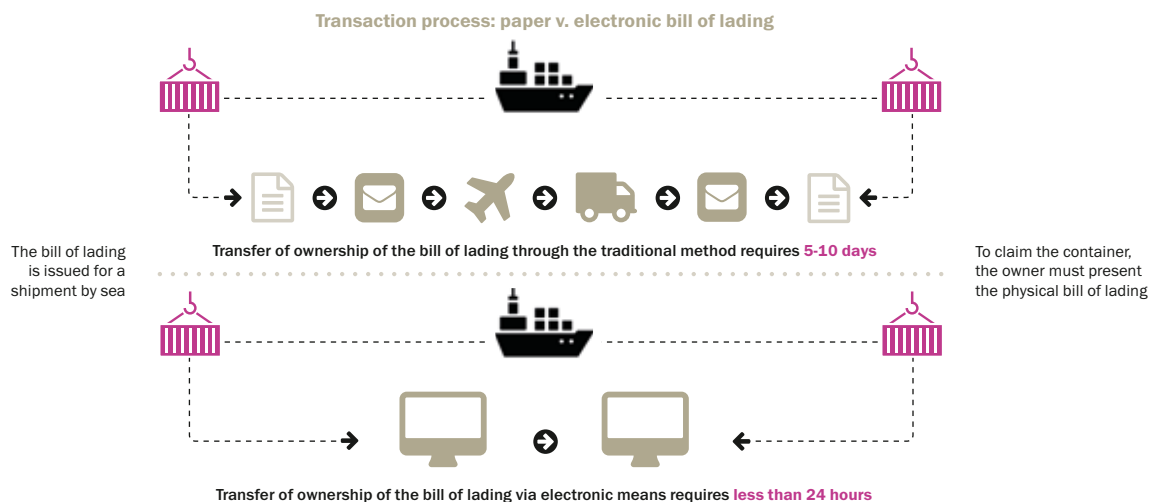 Transaction process: paper v. electronic bill of lading
Transfer of ownership of the bill of lading through the traditional method requires 5-10 days
The bill of lading
is issued for a
shipment by sea
To claim the container,
the owner must present
the physical bill of lading
Transfer of ownership of the bill of lading via electronic means requires less than 24 hours